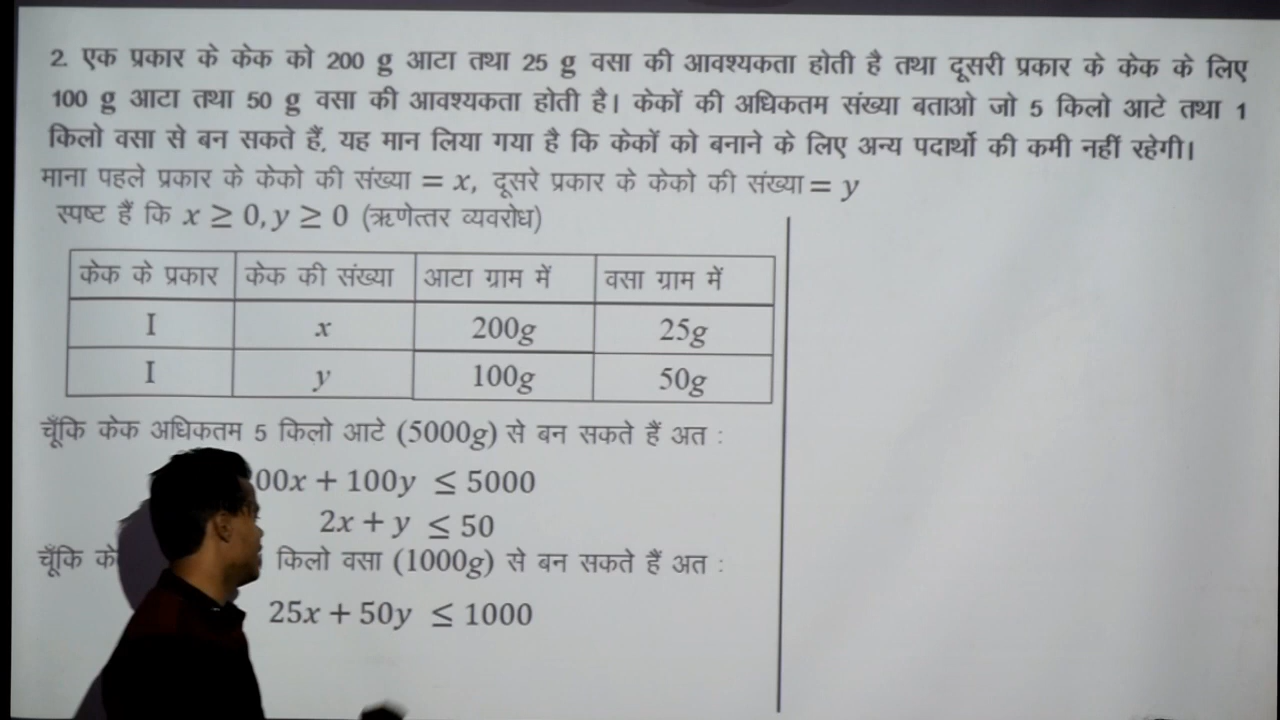 2. एक प्रकार के केक को 200 g आटा तथा 25 g वसा की आवश्यकता होती है तथा दूसरी प्रकार के केक के लिए
100 g आटा तथा 50 g वसा की आवश्यकता होती है। केकों की अधिकतम संख्या बताओ जो 5 किलो आटे तथा 1
किलो वसा से बन सकते हैं, यह मान लिया गया है कि केकों को बनाने के लिए अन्य पदार्थो की कमी नहीं रहेगी।
माना पहले प्रकार के केको की संख्या = x, दूसरे प्रकार के केको की संख्या = y
स्पष्ट हैं कि x ≥ 0, y ≥ 0 (ऋणेत्तर व्यवरोध)
केक के प्रकार केक की संख्या आटा ग्राम में वसा ग्राम में
I x 200g 25g
I y 100g 50g
चूँकि केक अधिकतम 5 किलो आटे (5000g) से बन सकते हैं अत :
00x + 100y ≤ 5000
2x + y ≤ 50
चूँकि के किलो वसा (1000g) से बन सकते हैं अत :
25x + 50y ≤ 1000